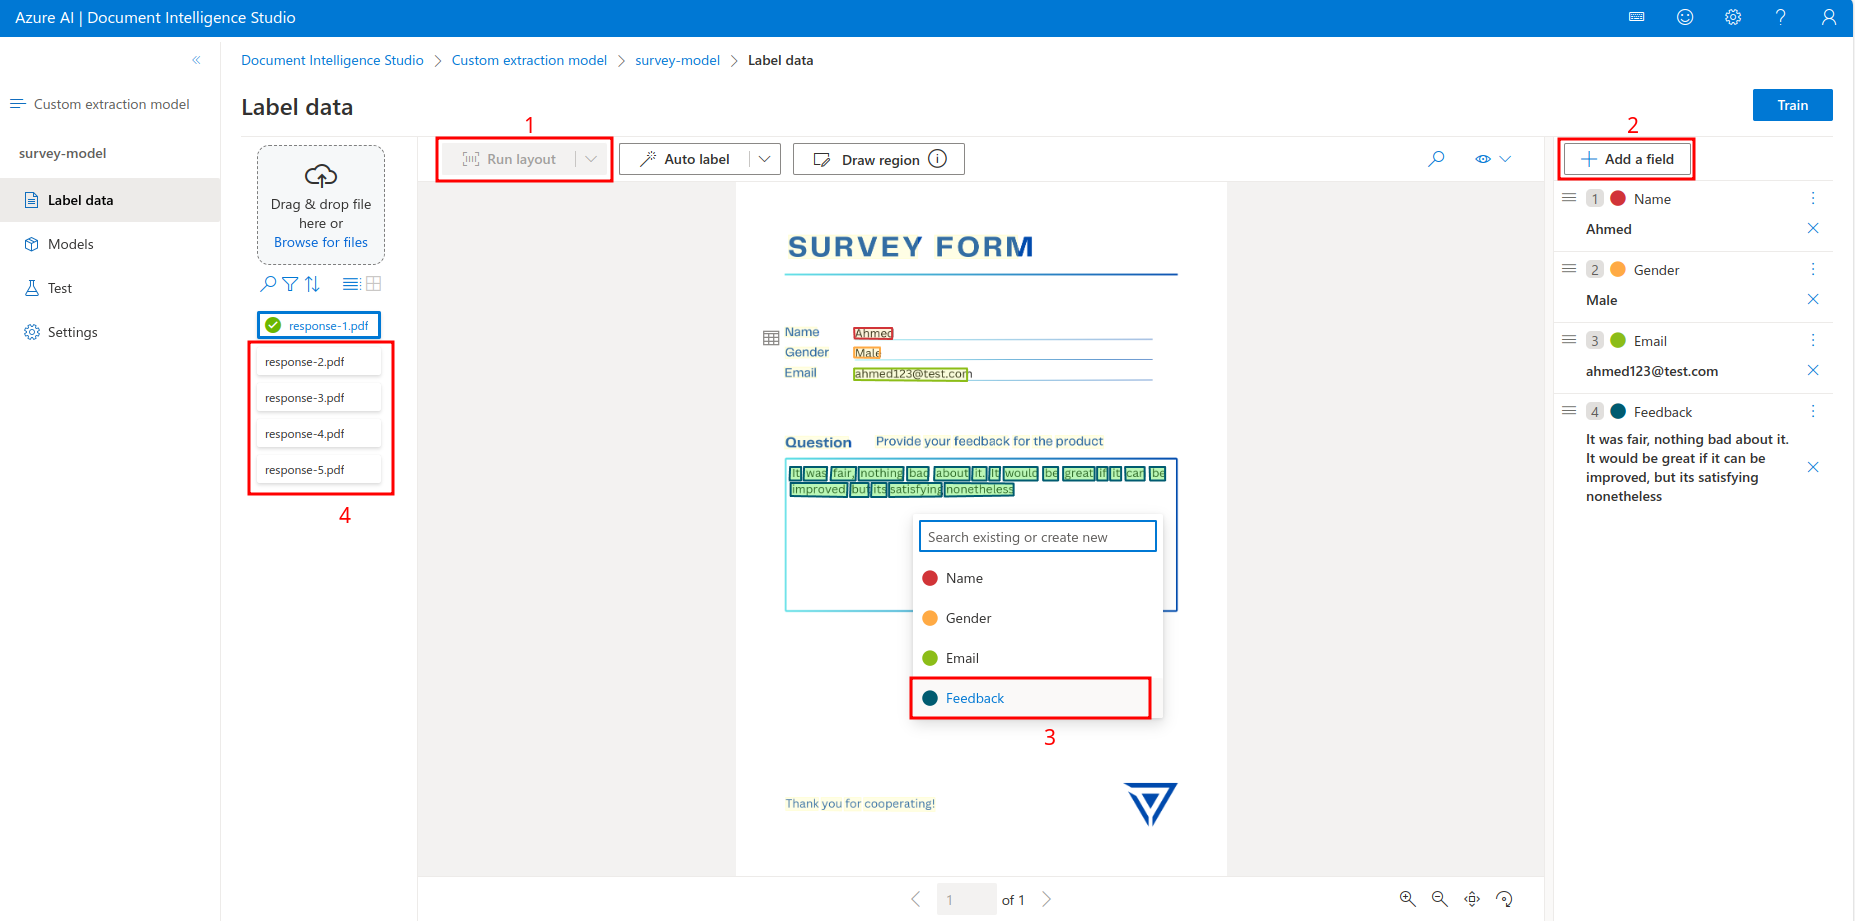 Azure AI | Document Intelligence Studio
Document Intelligence Studio > Custom extraction model > survey-model > Label data
Custom extraction model
Label data
Train
survey-model
Label data
Models
Test
Settings
Drag & drop file
here or
Browse for files
response-1.pdf
response-2.pdf
response-3.pdf
response-4.pdf
response-5.pdf
4
1
Run layout
Auto label
Draw region
SURVEY FORM
Name Ahmed
Gender Male
Email ahmed123@test.com
Question Provide your feedback for the product
It was fair, nothing bad about it. It would be great if it can be
improved but its satisfying nonetheless
Search existing or create new
Name
Gender
Email
Feedback
3
Thank you for cooperating!
1 of 1
2
Add a field
1 Name
Ahmed
2 Gender
Male
3 Email
ahmed123@test.com
4 Feedback
It was fair, nothing bad about it.
It would be great if it can be
improved, but its satisfying
nonetheless